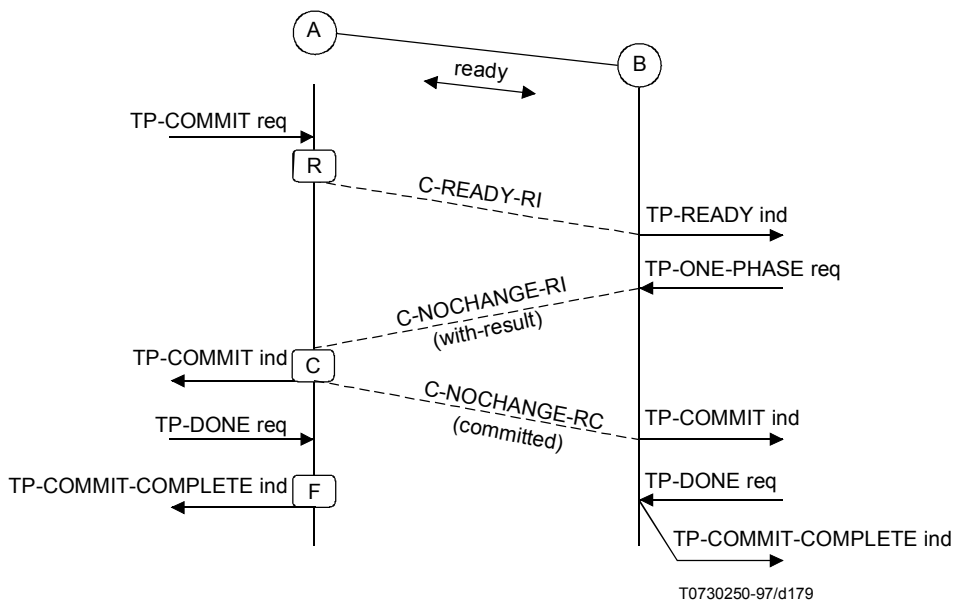 A
B
ready
TP-COMMIT req
R
C-READY-RI
TP-READY ind
TP-ONE-PHASE req
C-NOCHANGE-RI
(with-result)
TP-COMMIT ind
C
C-NOCHANGE-RC
(committed)
TP-COMMIT ind
TP-DONE req
TP-COMMIT-COMPLETE ind
F
TP-DONE req
TP-COMMIT-COMPLETE ind
T0730250-97/d179